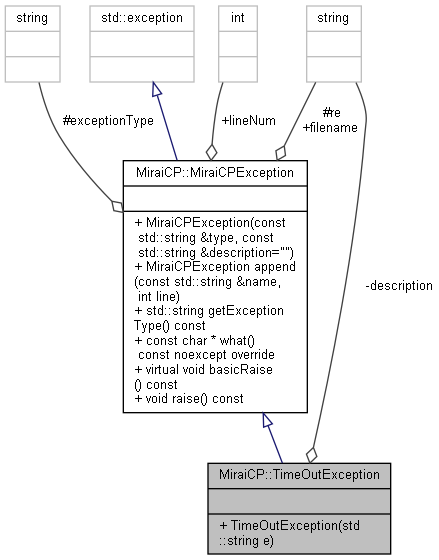 string
std::exception
int
string
#exceptionType
+lineNum
#re
+filename
MiraiCP::MiraiCPException
+ MiraiCPException(const
std::string &type, const
std::string &description="")
+ MiraiCPException append
(const std::string &name,
int line)
+ std::string getException
Type() const
+ const char * what()
const noexcept override
+ virtual void basicRaise
() const
+ void raise() const
-description
MiraiCP::TimeOutException
+ TimeOutException(std
::string e)